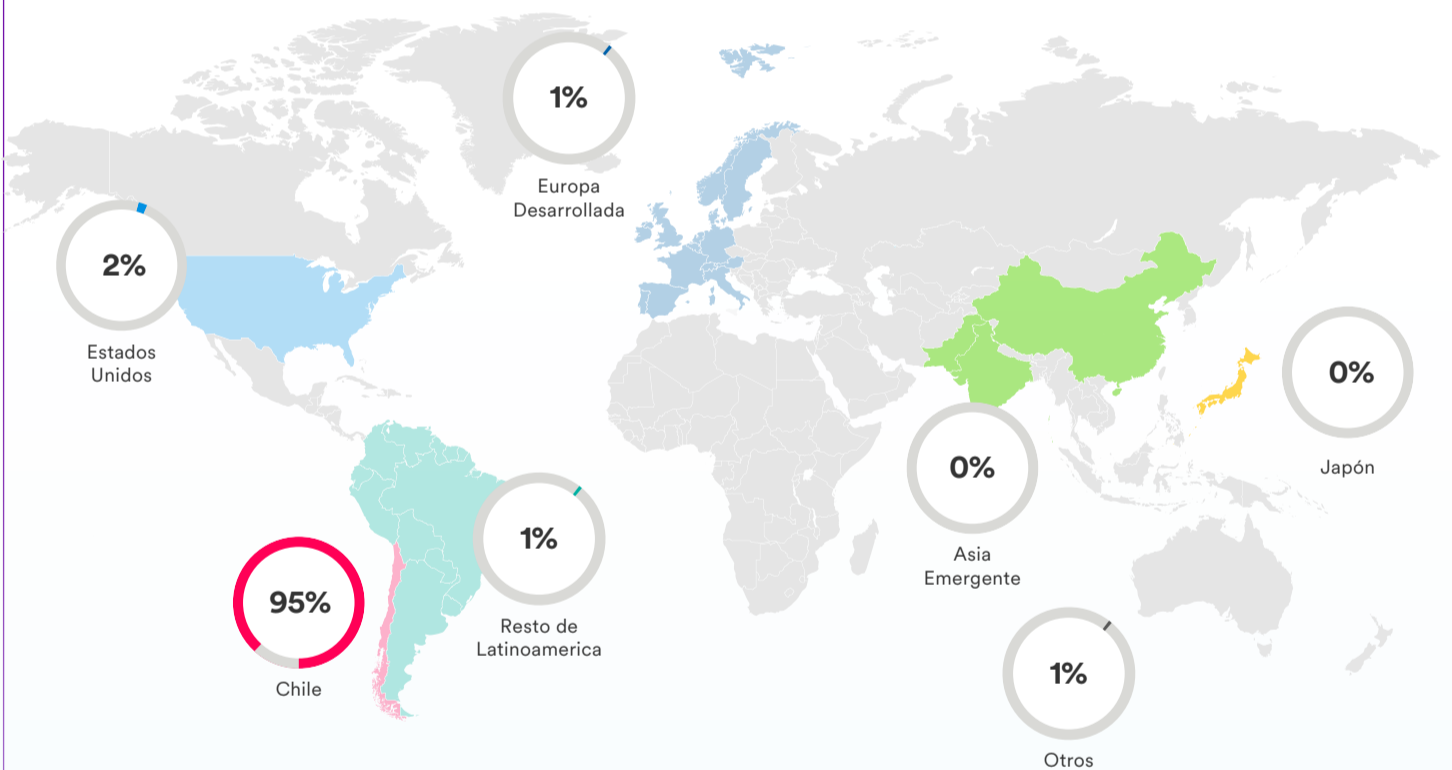 1%
Europa
Desarrollada
2%
Estados
Unidos
0%
Japón
0%
Asia
Emergente
1%
Resto de
Latinoamerica
95%
Chile
1%
Otros